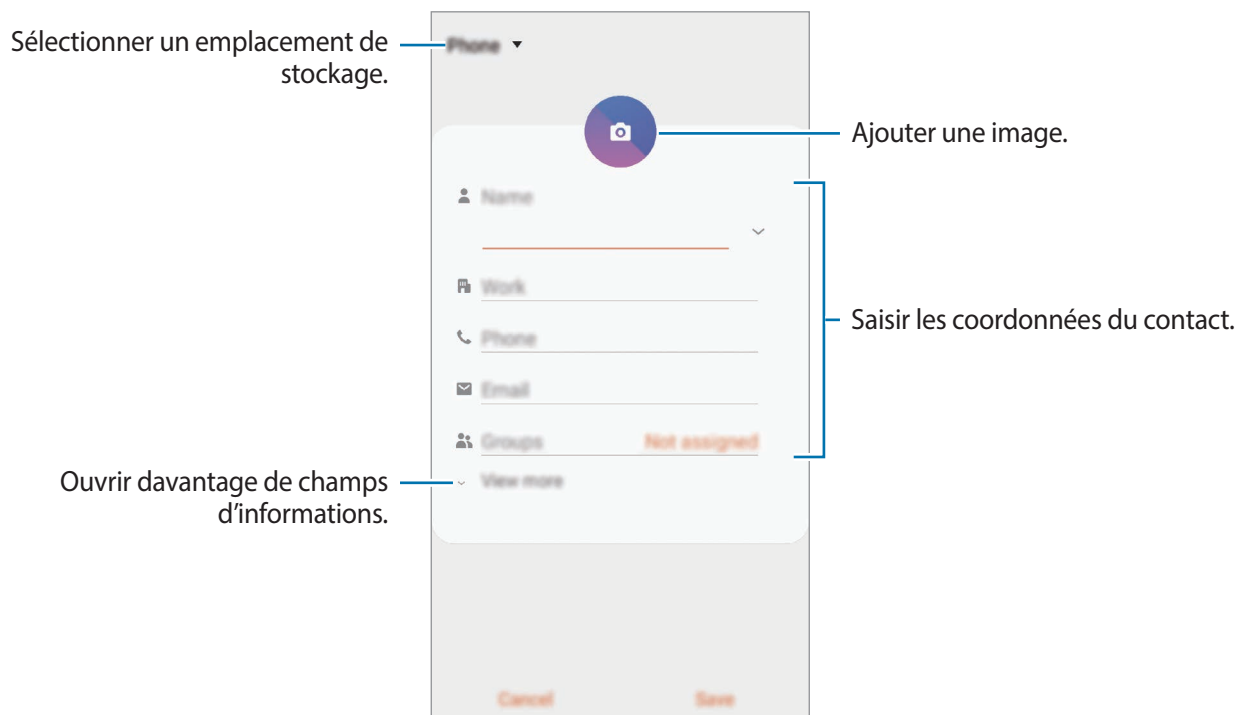 Sélectionner un emplacement de
stockage.
Phone
Ajouter une image.
Name
Work
Phone
Email
Groups Not assigned
Saisir les coordonnées du contact.
View more
Ouvrir davantage de champs
d’informations.
Cancel Save